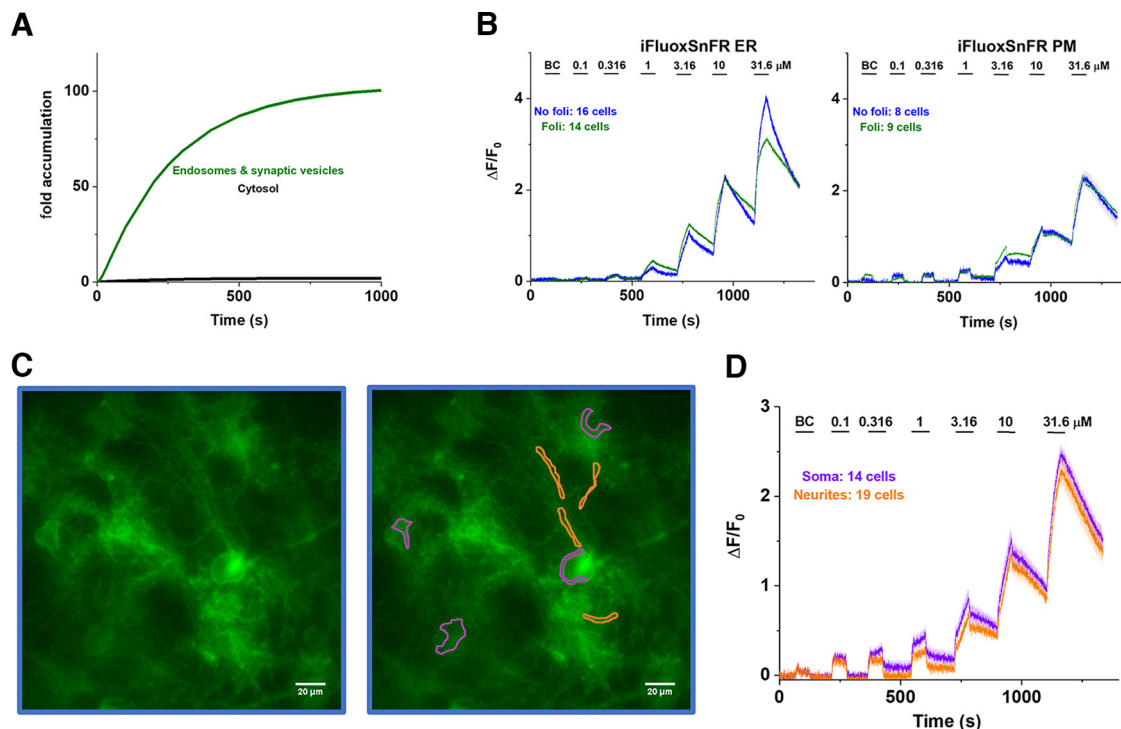 A
fold accumulation
100
50
0
Endosomes & synaptic vesicles
Cytosol
0 500 1000
Time (s)
B
iFluoxSnFR ER
BC 0.1 0.316 1 3.16 10 31.6 μM
No foli: 16 cells
Foli: 14 cells
ΔF/F0
4
2
0
0 500 1000
Time (s)
iFluoxSnFR PM
BC 0.1 0.316 1 3.16 10 31.6 μM
No foli: 8 cells
Foli: 9 cells
4
2
0
0 500 1000
Time (s)
C
20 μm
20 μm
D
BC 0.1 0.316 1 3.16 10 31.6 μM
Soma: 14 cells
Neurites: 19 cells
ΔF/F0
3
2
1
0
0 500 1000
Time (s)